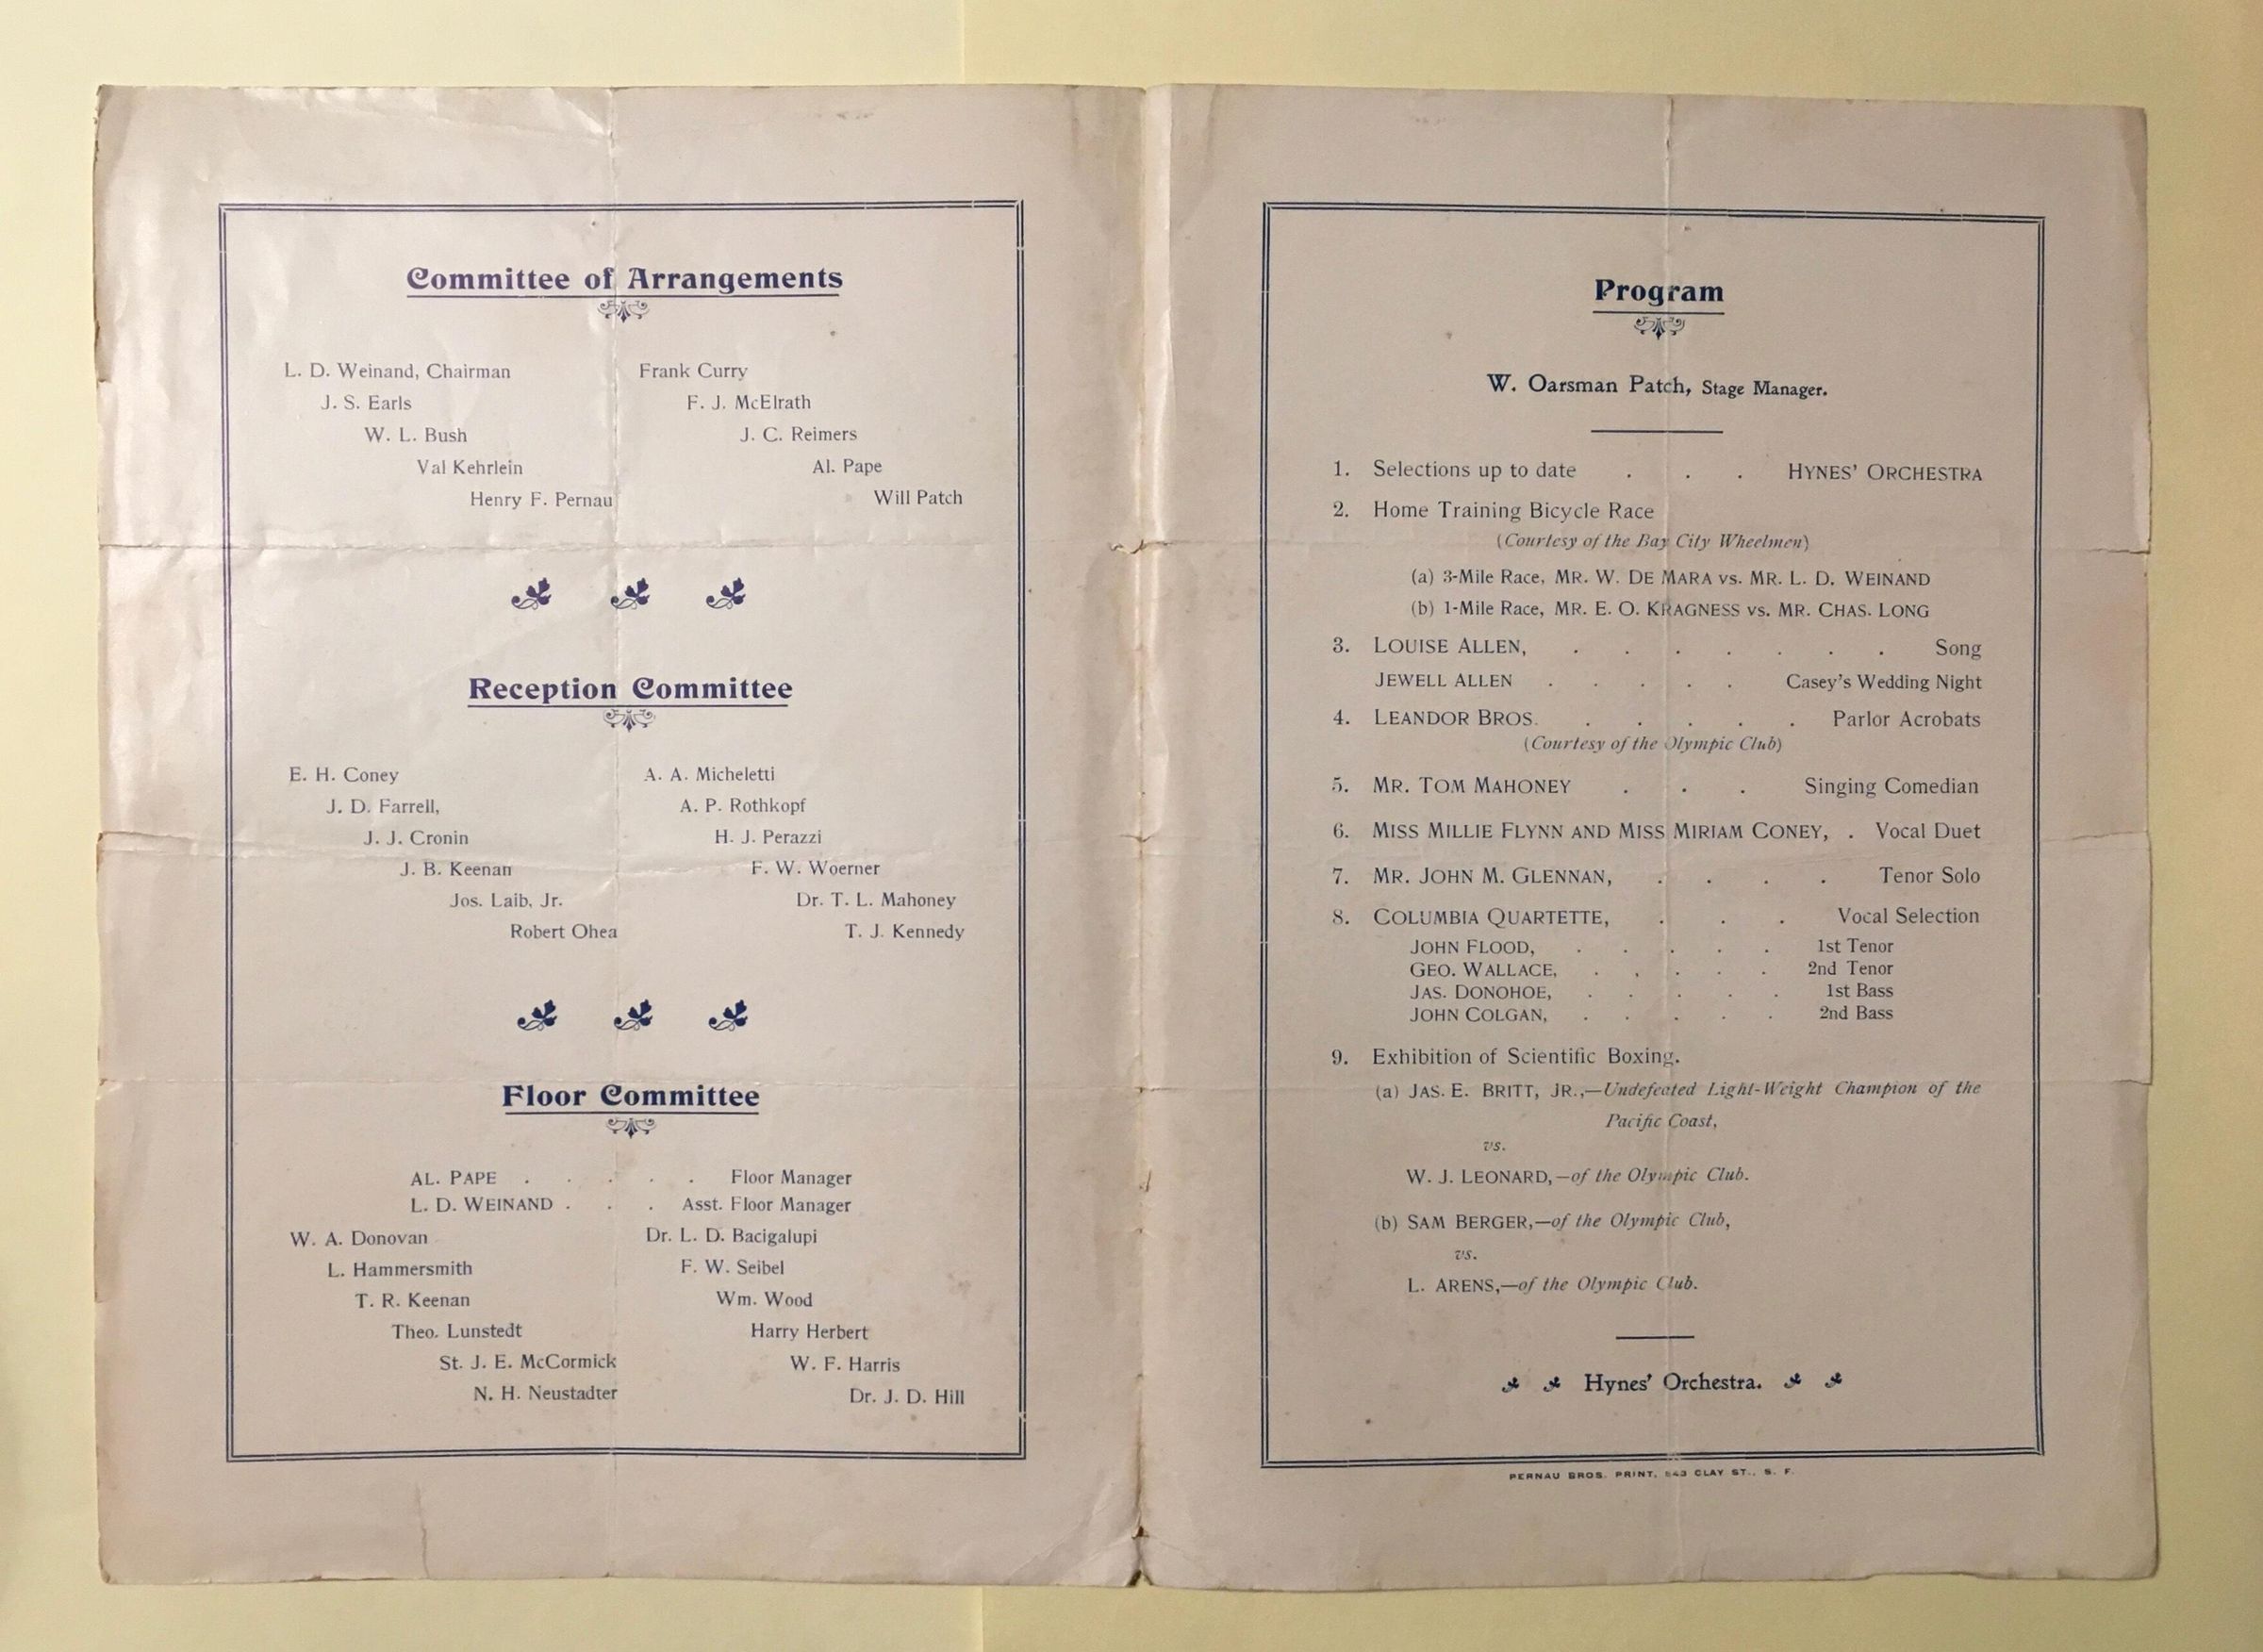 Committee of Arrangements
L. D. Weinand, Chairman
J. S. Earls
W. L. Bush
Val Kehrlein
Henry F. Pernau
Frank Curry
F. J. McElrath
J. C. Reimers
Al. Pape
Will Patch
Reception Committee
E. H. Coney
J. D. Farrell,
J. J. Cronin
J. B. Keenan
Jos. Laib, Jr.
Robert Ohea
A. A. Micheletti
A. P. Rothkopf
H. J. Perazzi
F. W. Woerner
Dr. T. L. Mahoney
T. J. Kennedy
Floor Committee
AL. PAPE . . . . . Floor Manager
L. D. WEINAND . . . Asst. Floor Manager
W. A. Donovan
L. Hammersmith
T. R. Keenan
Theo. Lunstedt
St. J. E. McCormick
N. H. Neustadter
Dr. L. D. Bacigalupi
F. W. Seibel
Wm. Wood
Harry Herbert
W. F. Harris
Dr. J. D. Hill
Program
W. Oarsman Patch, Stage Manager.
1. Selections up to date . . . HYNES' ORCHESTRA
2. Home Training Bicycle Race
(Courtesy of the Bay City Wheelmen)
(a) 3-Mile Race, MR. W. DE MARA vs. MR. L. D. WEINAND
(b) 1-Mile Race, MR. E. O. KRAGNESS vs. MR. CHAS. LONG
3. LOUISE ALLEN, . . . . . . . Song
JEWELL ALLEN . . . . . Casey's Wedding Night
4. LEANDOR BROS. . . . . . Parlor Acrobats
(Courtesy of the Olympic Club)
5. MR. TOM MAHONEY . . . Singing Comedian
6. MISS MILLIE FLYNN AND MISS MIRIAM CONEY, . Vocal Duet
7. MR. JOHN M. GLENNAN, . . . . Tenor Solo
8. COLUMBIA QUARTETTE, . . . Vocal Selection
JOHN FLOOD, . . . . . 1st Tenor
GEO. WALLACE, . . . . . 2nd Tenor
JAS. DONOHOE, . . . . . 1st Bass
JOHN COLGAN, . . . . . 2nd Bass
9. Exhibition of Scientific Boxing.
(a) JAS. E. BRITT, JR.,—Undefeated Light-Weight Champion of the
Pacific Coast,
vs.
W. J. LEONARD,—of the Olympic Club.
(b) SAM BERGER,—of the Olympic Club,
vs.
L. ARENS,—of the Olympic Club.
Hynes' Orchestra.
PERNAU BROS. PRINT, 543 CLAY ST., S. F.